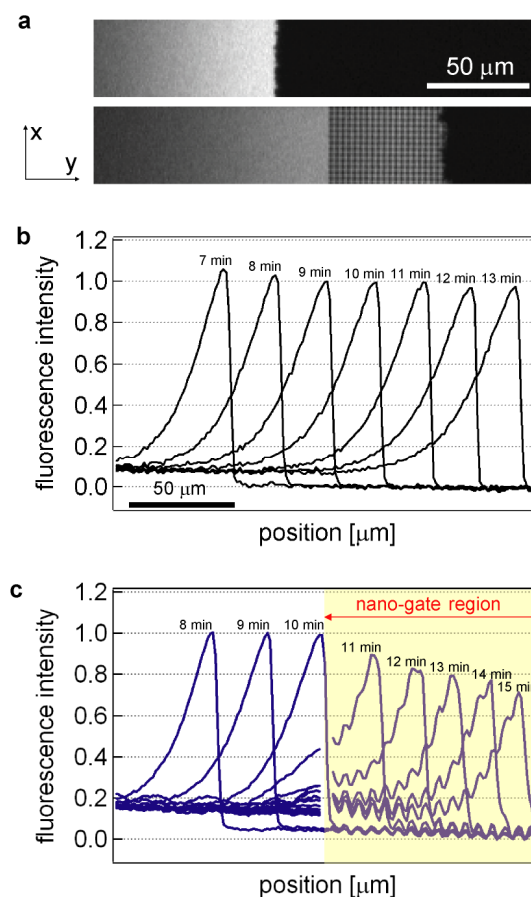 a
50 μm
x
y
b
1.2
1.0
0.8
0.6
0.4
0.2
0.0
fluorescence intensity
7 min
8 min
9 min
10 min
11 min
12 min
13 min
50 μm
position [μm]
c
1.2
1.0
0.8
0.6
0.4
0.2
0.0
fluorescence intensity
nano-gate region
8 min
9 min
10 min
11 min
12 min
13 min
14 min
15 mi
position [μm]